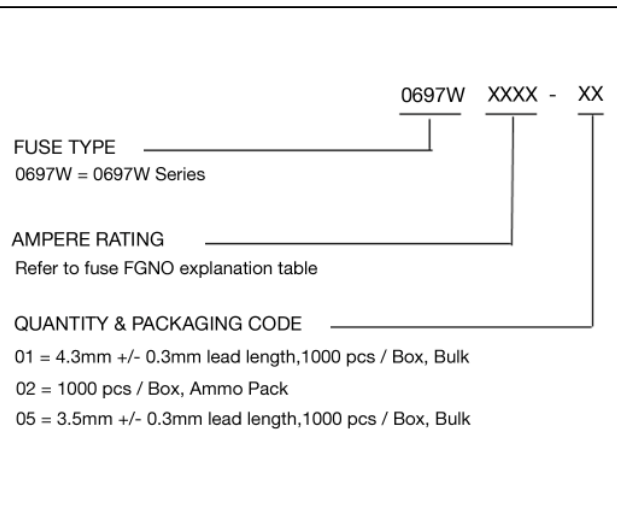 0697W XXXX - XX
FUSE TYPE
0697W = 0697W Series
AMPERE RATING
Refer to fuse FGNO explanation table
QUANTITY & PACKAGING CODE
01 = 4.3mm +/- 0.3mm lead length,1000 pcs / Box, Bulk
02 = 1000 pcs / Box, Ammo Pack
05 = 3.5mm +/- 0.3mm lead length,1000 pcs / Box, Bulk